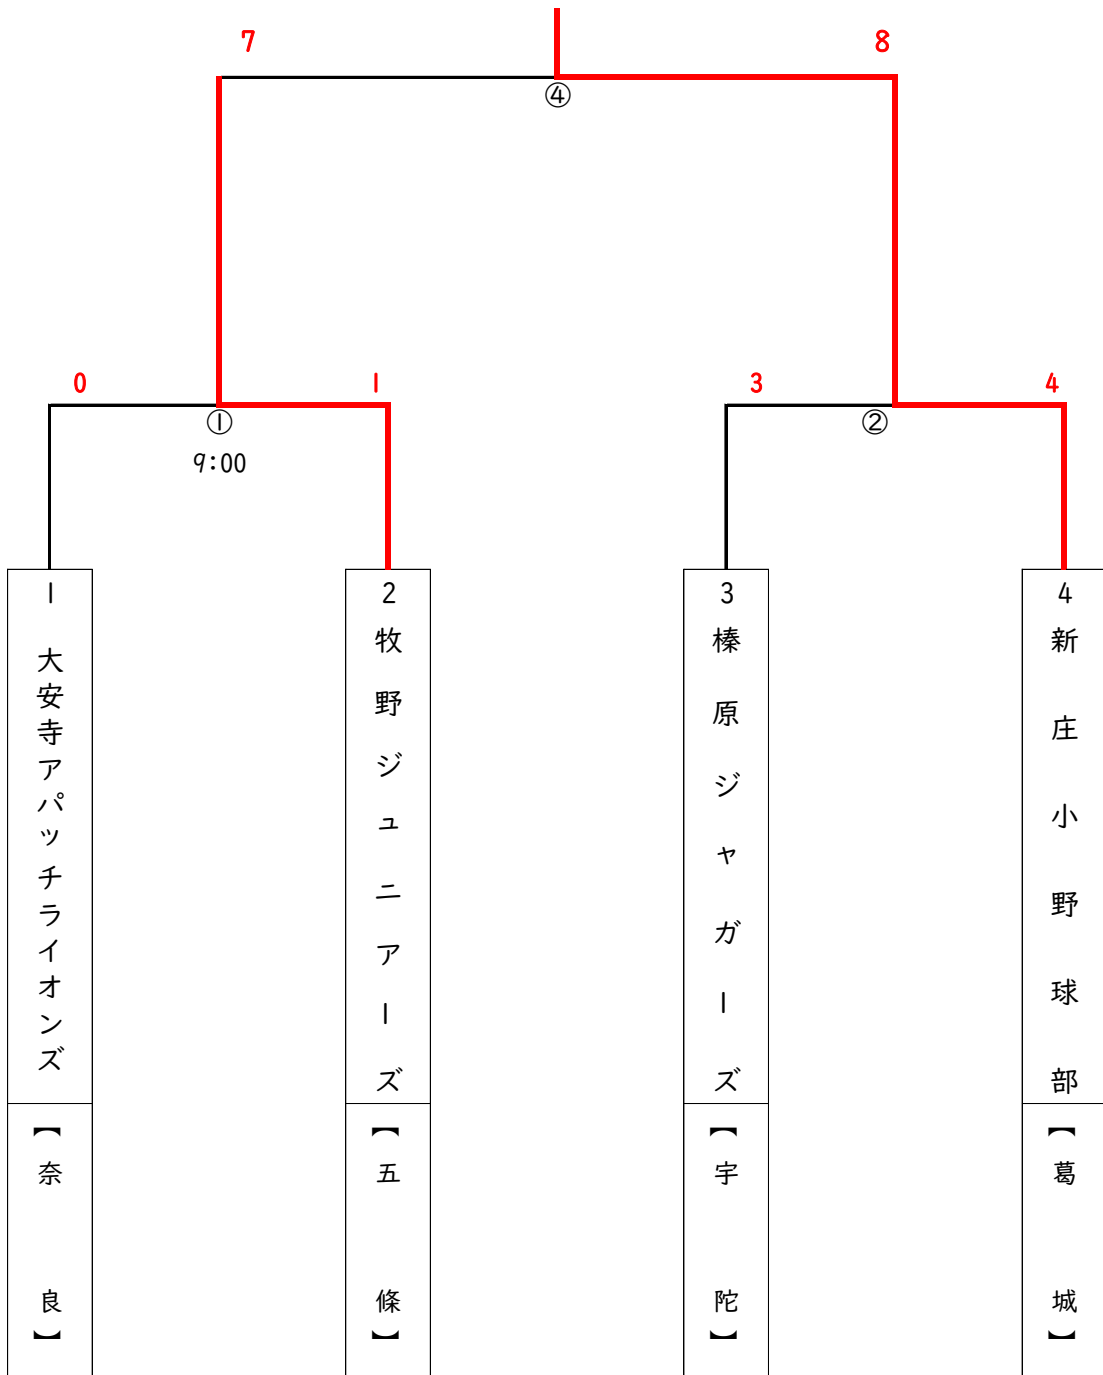 7
8
④
0
1
3
4
①
②
9:00
1
大安寺アパッチライオンズ
【奈良】
2
牧野ジュニアーズ
【五條】
3
榛原ジャガーズ
【宇陀】
4
新庄小野球部
【葛城】